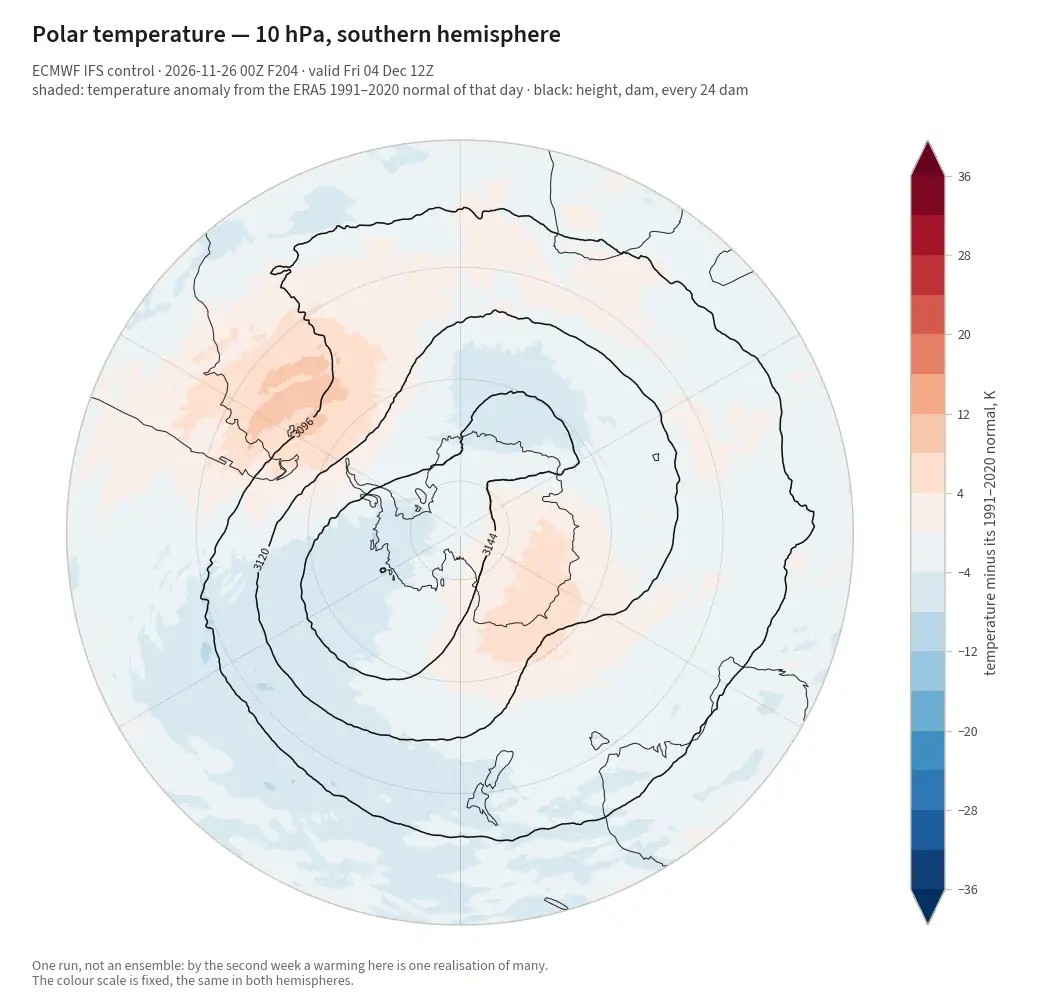 Polar temperature — 10 hPa, southern hemisphere
ECMWF IFS control · 2026-11-26 00Z F204 · valid Fri 04 Dec 12Z
shaded: temperature anomaly from the ERA5 1991–2020 normal of that day · black: height, dam, every 24 dam
36
28
20
12
4
−4
−12
−20
−28
−36
temperature minus its 1991–2020 normal, K
3096
3120
3144
One run, not an ensemble: by the second week a warming here is one realisation of many.
The colour scale is fixed, the same in both hemispheres.